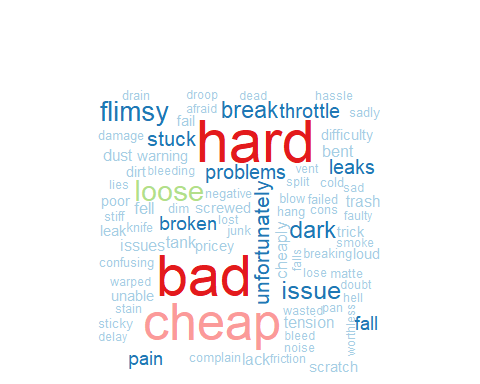 drain droop dead hassle
flimsy afraid break throttle sadly
fail
damage stuck hard difficulty
dust warning bent
dirt bleeding problems vent leaks
lies loose negative split cold sad
poor blow failed trash
stiff fell dim screwed hang cons faulty
leak knife broken lost unfortunately dark trick
junk smoke
issues tank pricey cheaply falls breaking loud
confusing bad lose matte
warped issue doubt
unable hell
stain cheap wasted pan worthless
sticky tension fall
delay bleed
noise
pain complain lack friction
scratch